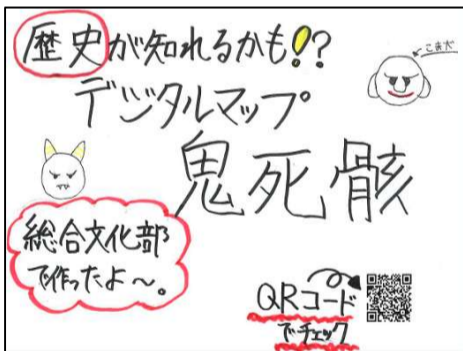 歴史が知れるかも!?
こま犬
デジタルマップ
鬼死骸
総合文化部
で作ったよ～。
QRコード
でチェック